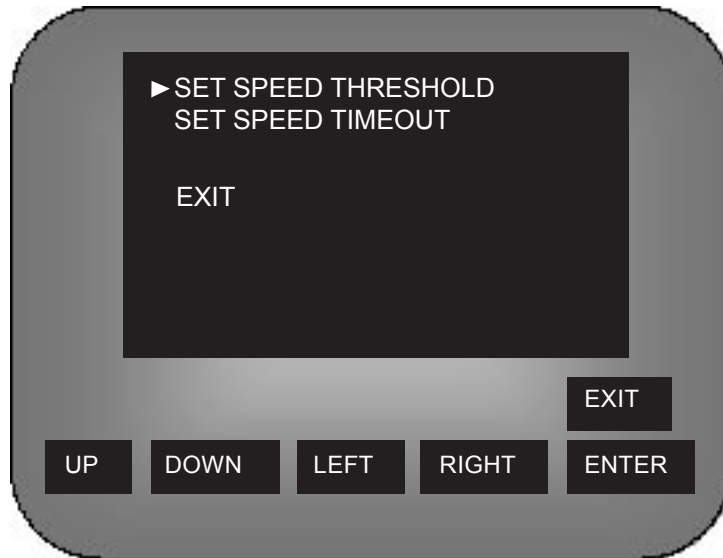 ►SET SPEED THRESHOLD
SET SPEED TIMEOUT
EXIT
EXIT
UP DOWN LEFT RIGHT ENTER